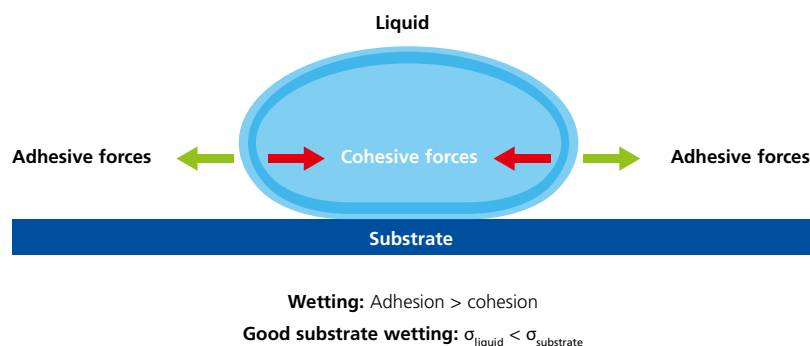 Liquid
Adhesive forces Cohesive forces Adhesive forces
Substrate
Wetting: Adhesion > cohesion
Good substrate wetting: σliquid < σsubstrate